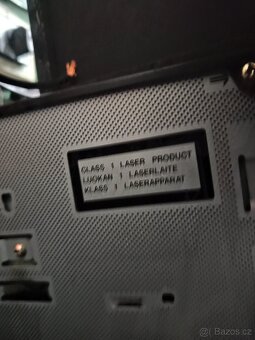 CLASS 1 LASER PRODUCT
LUOKAN 1 LASERLAITE
KLASS 1 LASERAPPARAT
© Bazos.cz